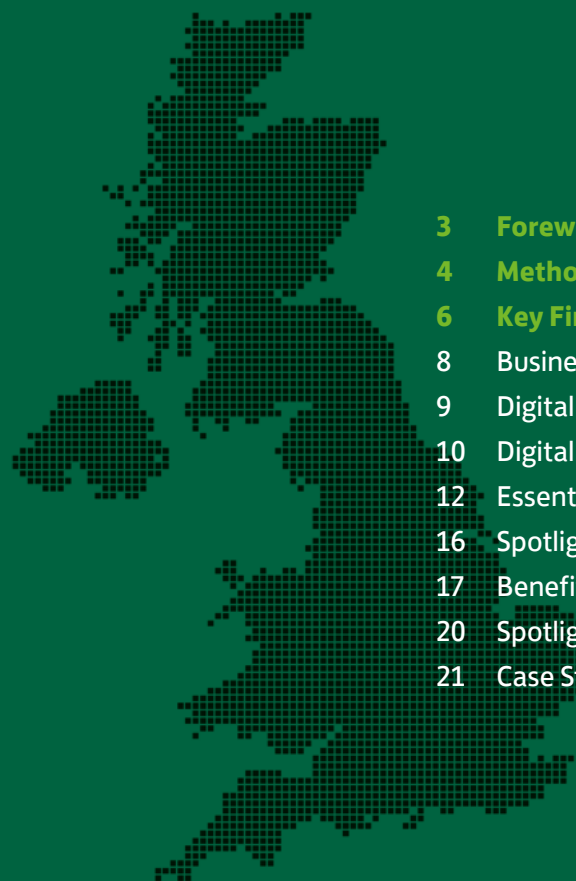 3 Forew
4 Metho
6 Key Fi
8 Busine
9 Digital
10 Digital
12 Essent
16 Spotlig
17 Benefi
20 Spotlig
21 Case St